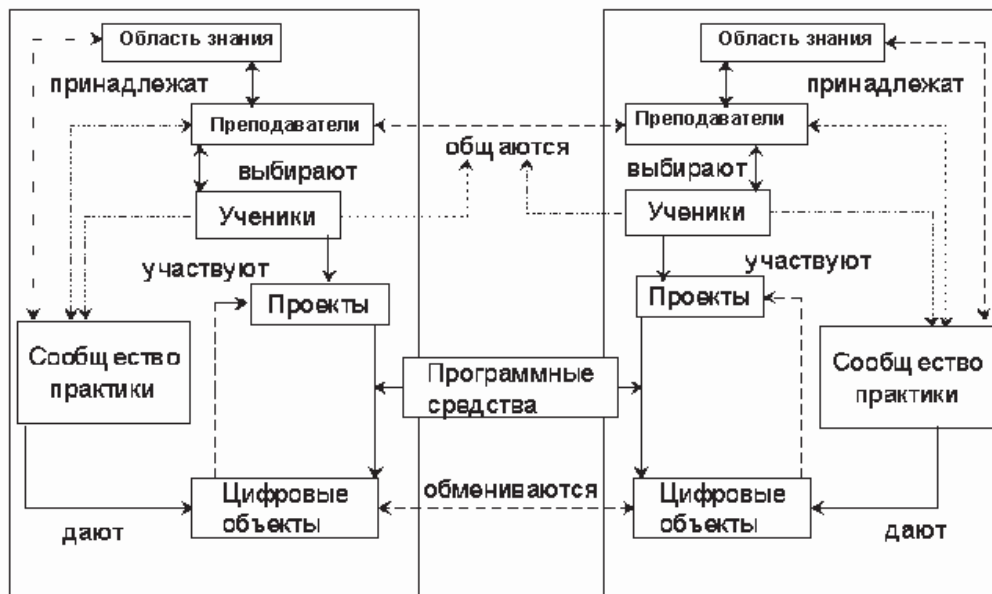 Область знания
принадлежат
Преподаватели
выбирают
Ученики
участвуют
Проекты
Сообщество
практики
Цифровые
объекты
дают
общаются
Программные
средства
обмениваются
Область знания
принадлежат
Преподаватели
выбирают
Ученики
участвуют
Проекты
Сообщество
практики
Цифровые
объекты
дают